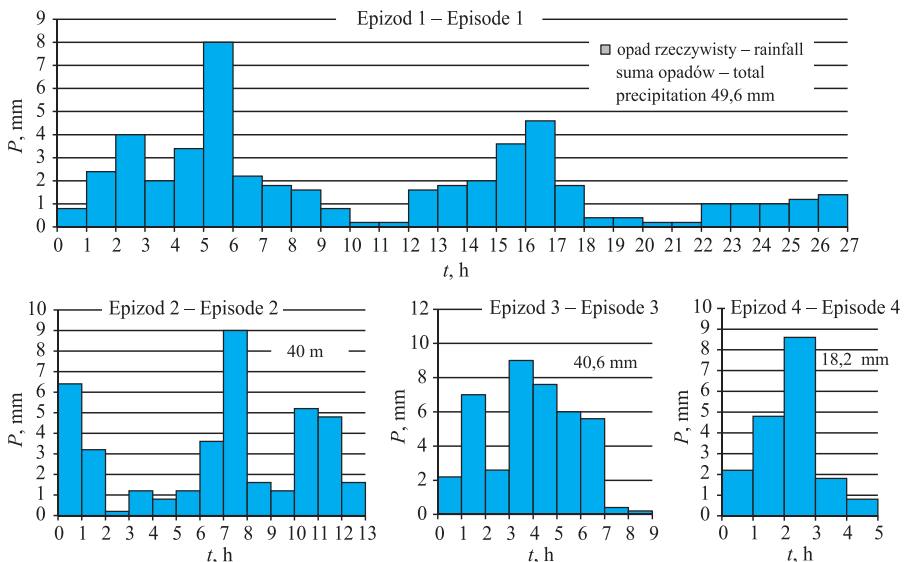 Epizod 1 – Episode 1
9
8
7
6
5
4
3
2
1
0
P, mm
opad rzeczywisty – rainfall
suma opadów – total
precipitation 49,6 mm
0 1 2 3 4 5 6 7 8 9 10 11 12 13 14 15 16 17 18 19 20 21 22 23 24 25 26 27
t, h
Epizod 2 – Episode 2
10
9
8
7
6
5
4
3
2
1
0
P, mm
40 m
0 1 2 3 4 5 6 7 8 9 10 11 12 13
t, h
Epizod 3 – Episode 3
12
10
8
6
4
2
0
P, mm
40,6 mm
0 1 2 3 4 5 6 7 8 9
t, h
Epizod 4 – Episode 4
10
9
8
7
6
5
4
3
2
1
0
P, mm
18,2 mm
0 1 2 3 4 5
t, h